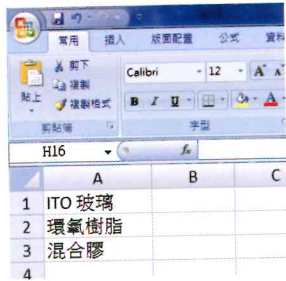 常用 插入 版面配置 公式 資料
貼上 剪下
複製
複製格式
剪貼簿
Calibri 12 A A
B I U A
字型
H16 fx
A B C
1 ITO 玻璃
2 環氧樹脂
3 混合膠
4